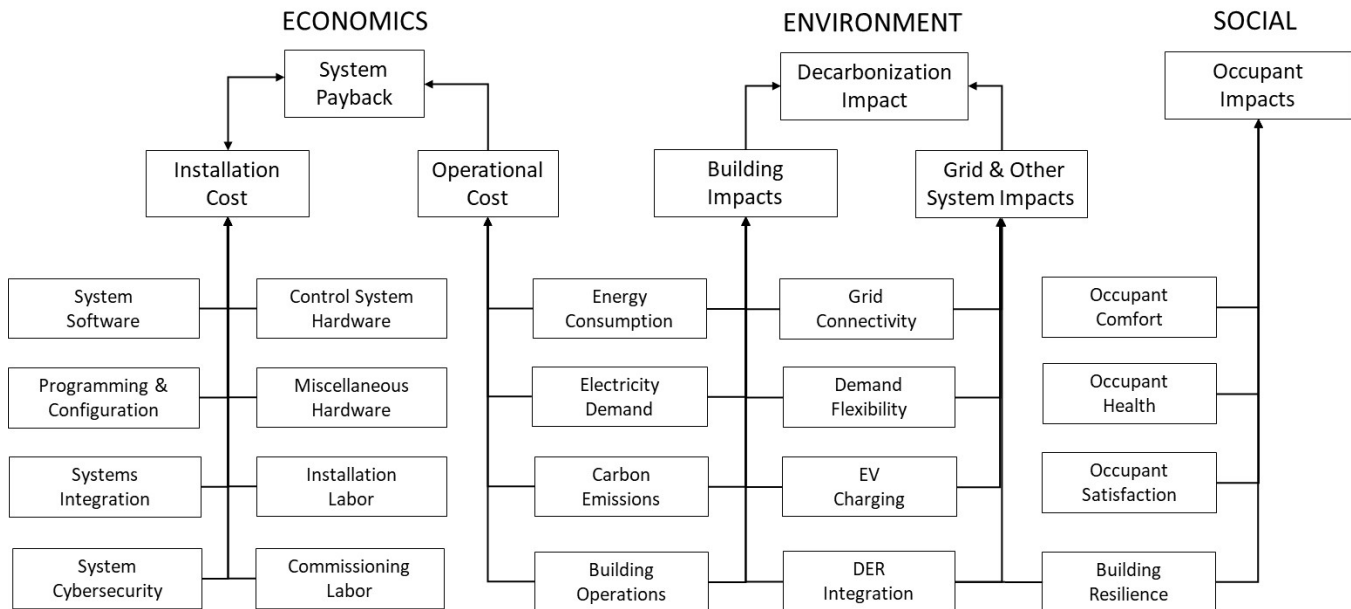 ECONOMICS
ENVIRONMENT
SOCIAL
System
Payback
Decarbonization
Impact
Occupant
Impacts
Installation
Cost
Operational
Cost
Building
Impacts
Grid & Other
System Impacts
System
Software
Control System
Hardware
Energy
Consumption
Grid
Connectivity
Occupant
Comfort
Programming &
Configuration
Miscellaneous
Hardware
Electricity
Demand
Demand
Flexibility
Occupant
Health
Systems
Integration
Installation
Labor
Carbon
Emissions
EV
Charging
Occupant
Satisfaction
System
Cybersecurity
Commissioning
Labor
Building
Operations
DER
Integration
Building
Resilience